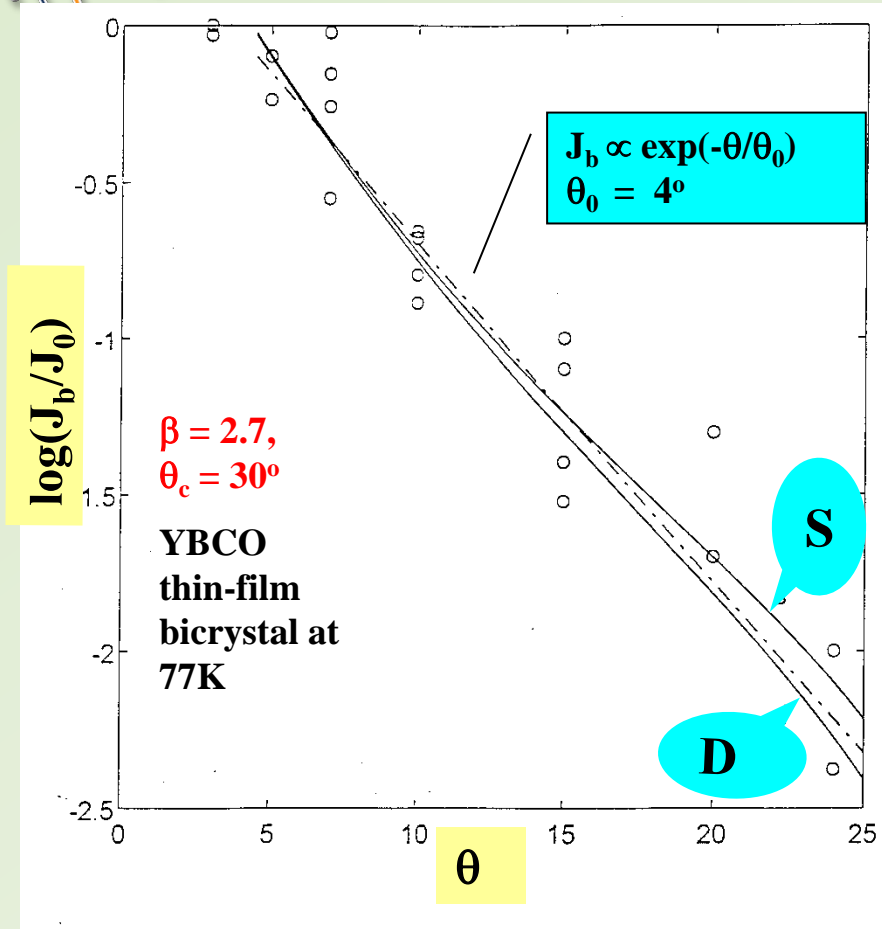 0
-0.5
-1
1.5
-2
-2.5
0
5
10
15
20
25
log(J_b/J_0)
θ
J_b ∝ exp(-θ/θ_0)
θ_0 = 4°
β = 2.7,
θ_c = 30°
YBCO
thin-film
bicrystal at
77K
S
D